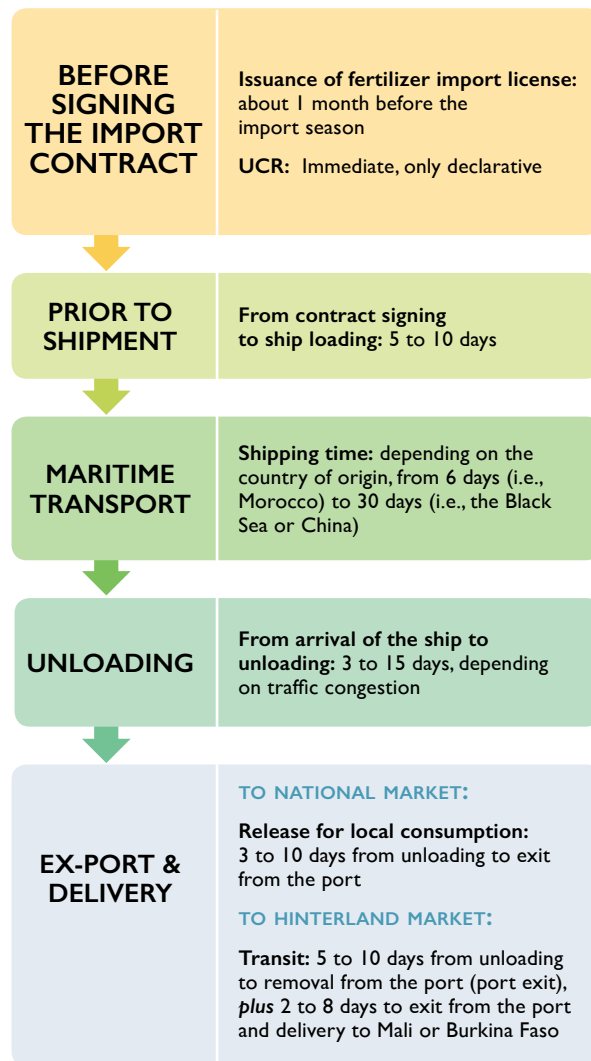 BEFORE
SIGNING
THE IMPORT
CONTRACT
Issuance of fertilizer import license:
about 1 month before the
import season
UCR: Immediate, only declarative
PRIOR TO
SHIPMENT
From contract signing
to ship loading: 5 to 10 days
MARITIME
TRANSPORT
Shipping time: depending on the
country of origin, from 6 days (i.e.,
Morocco) to 30 days (i.e., the Black
Sea or China)
UNLOADING
From arrival of the ship to
unloading: 3 to 15 days, depending
on traffic congestion
EX-PORT &
DELIVERY
TO NATIONAL MARKET:
Release for local consumption:
3 to 10 days from unloading to exit
from the port
TO HINTERLAND MARKET:
Transit: 5 to 10 days from unloading
to removal from the port (port exit),
plus 2 to 8 days to exit from the port
and delivery to Mali or Burkina Faso